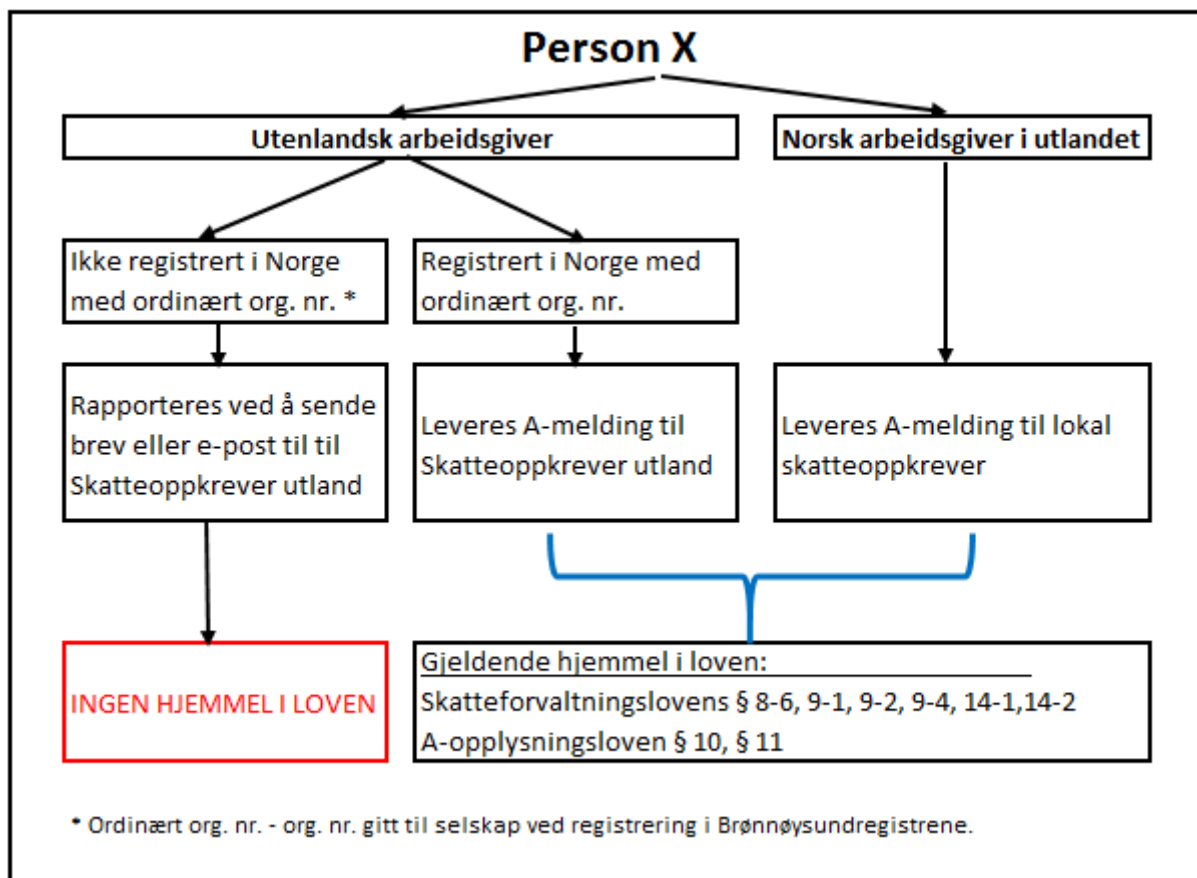 Person X
Utenlandsk arbeidsgiver
Norsk arbeidsgiver i utlandet
Ikke registrert i Norge
med ordinært org. nr. *
Registrert i Norge med
ordinært org. nr.
Rapporteres ved å sende
brev eller e-post til til
Skatteoppkrever utland
Leveres A-melding til
Skatteoppkrever utland
Leveres A-melding til lokal
skatteoppkrever
INGEN HJEMMEL I LOVEN
Gjeldende hjemmel i loven:
Skatteforvaltningslovens § 8-6, 9-1, 9-2, 9-4, 14-1,14-2
A-opplysningsloven § 10, § 11
* Ordinært org. nr. - org. nr. gitt til selskap ved registrering i Brønnøysundregistrene.